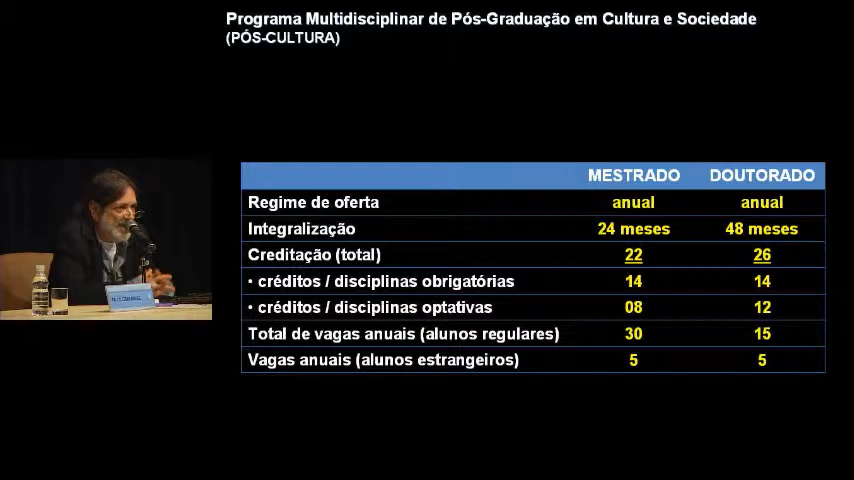 Programa Multidisciplinar de Pós-Graduação em Cultura e Sociedade
(PÓS-CULTURA)
MESTRADO DOUTORADO
Regime de oferta anual anual
Integralização 24 meses 48 meses
Creditação (total) 22 26
• créditos / disciplinas obrigatórias 14 14
• créditos / disciplinas optativas 08 12
Total de vagas anuais (alunos regulares) 30 15
Vagas anuais (alunos estrangeiros) 5 5